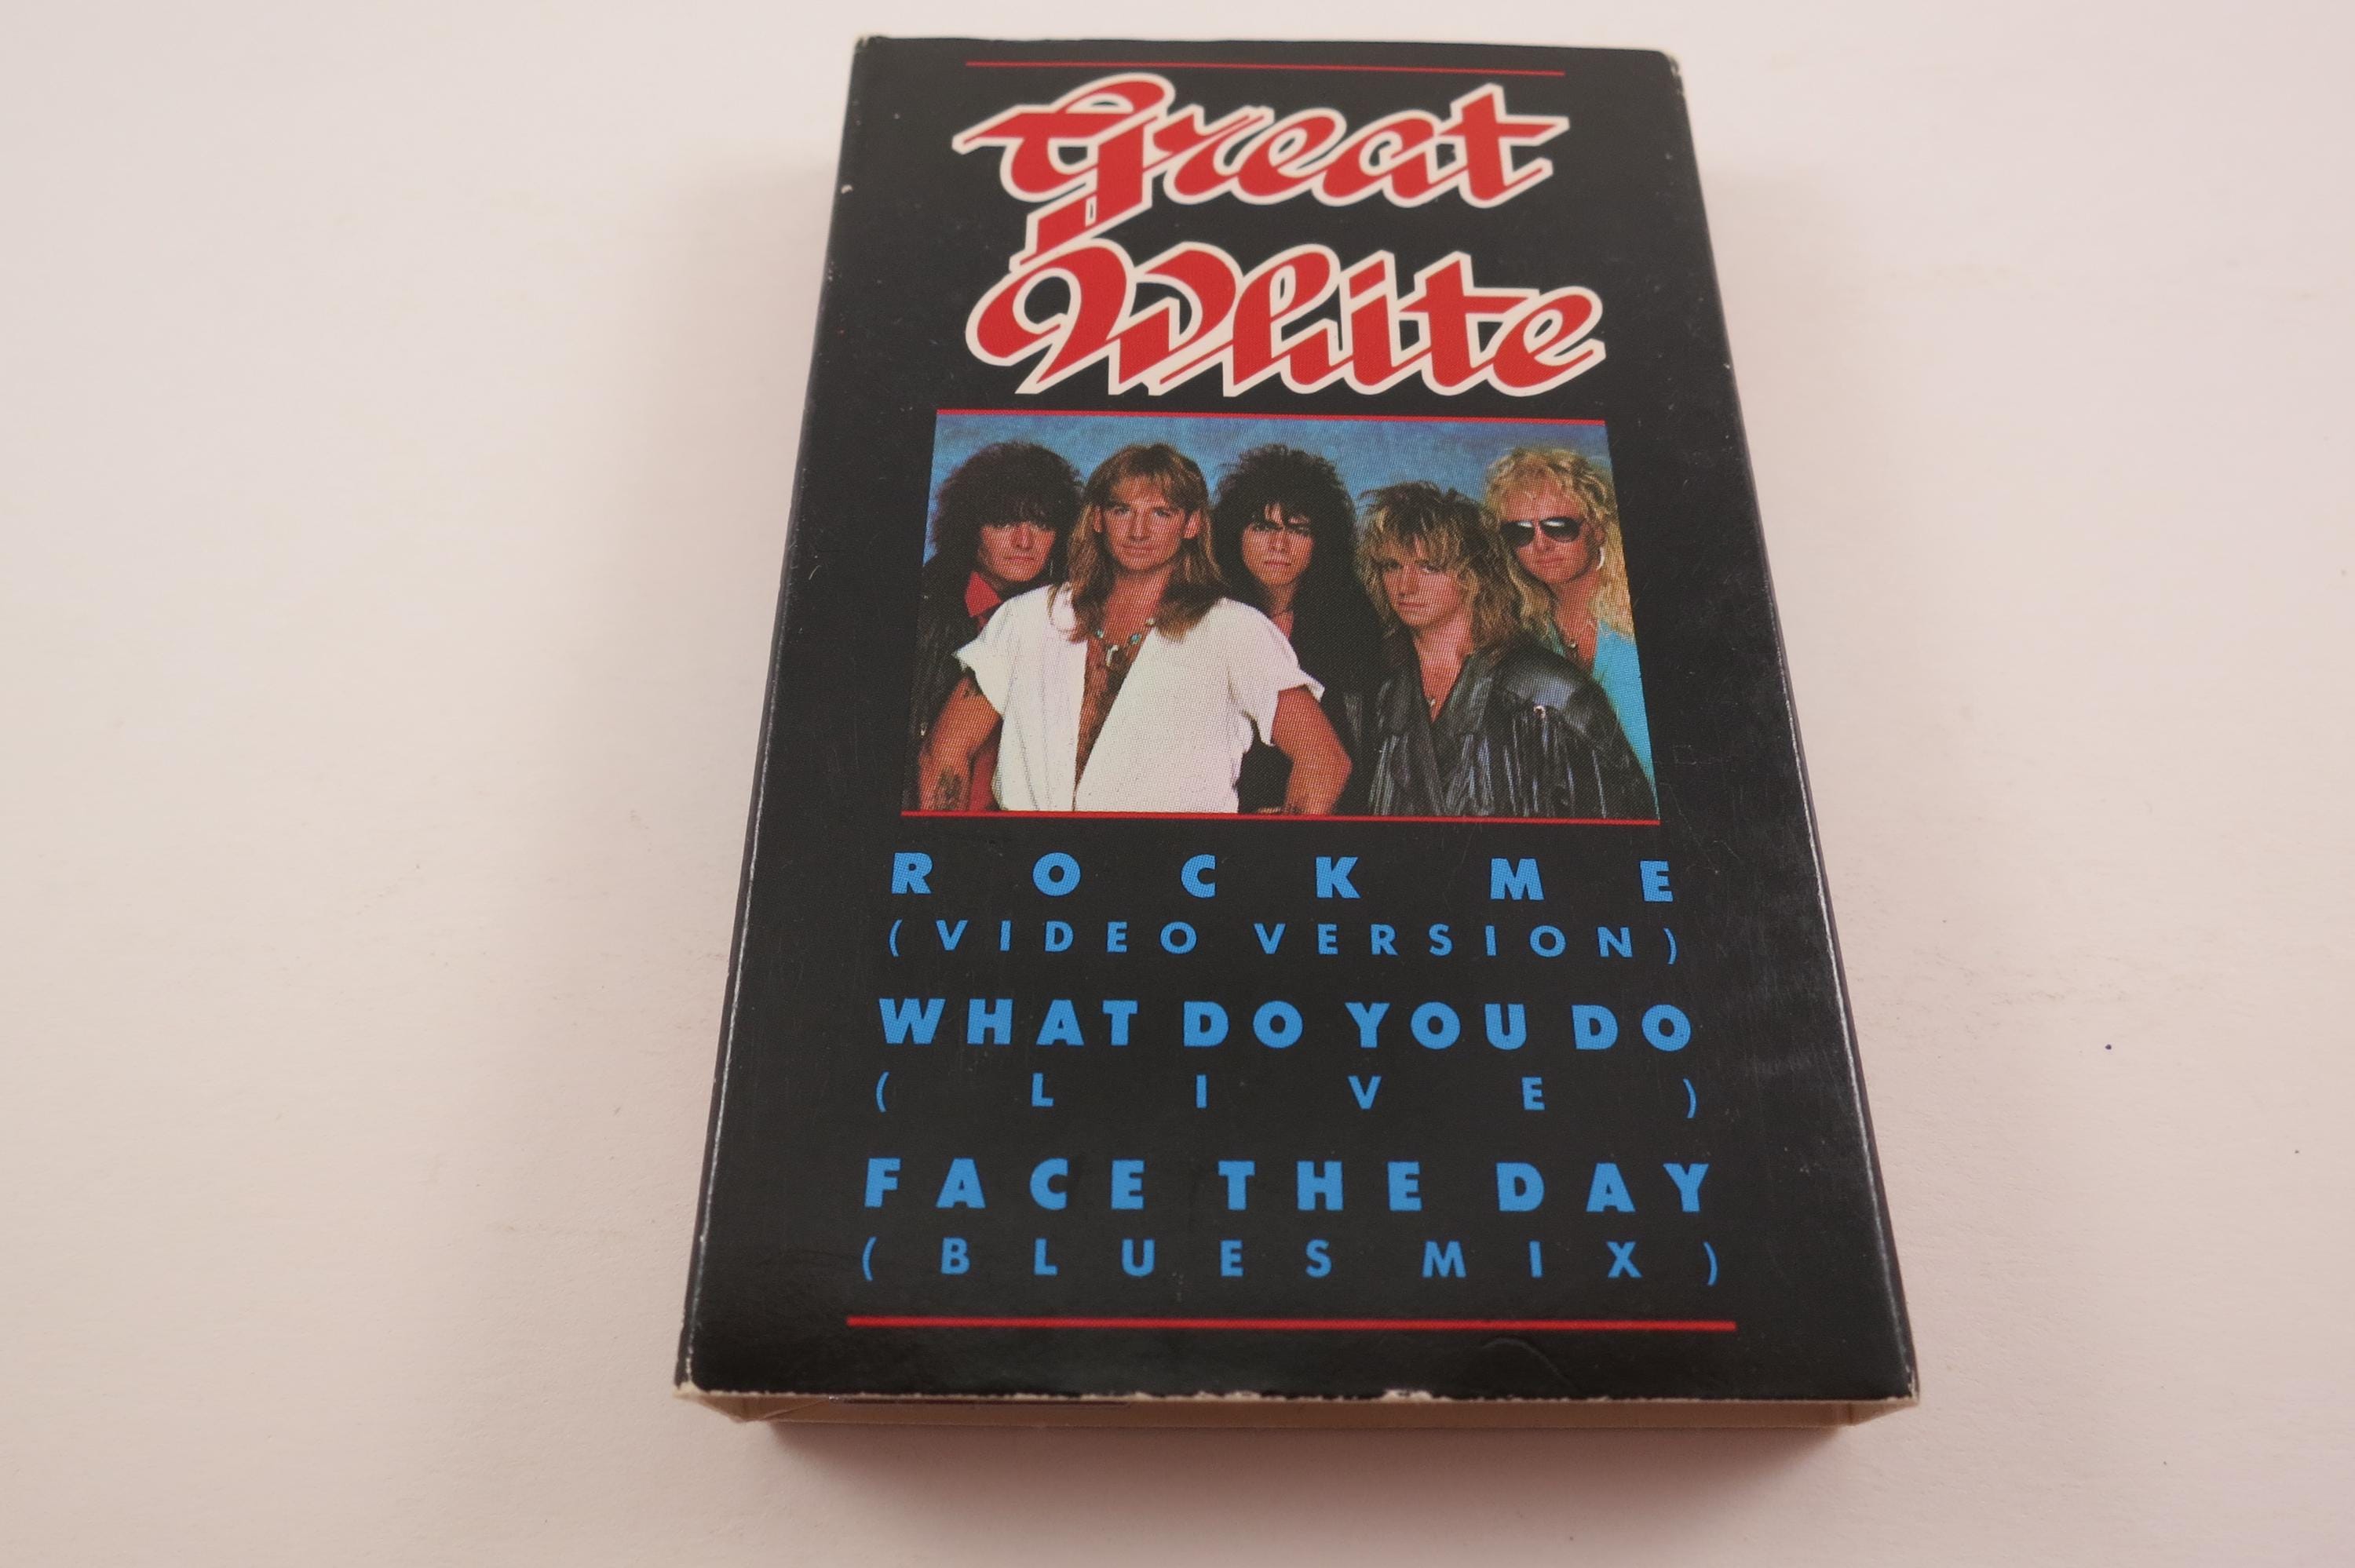 Great
White
ROCK ME
(VIDEO VERSION)
WHAT DO YOU DO
(LIVE)
FACE THE DAY
(BLUES MIX)